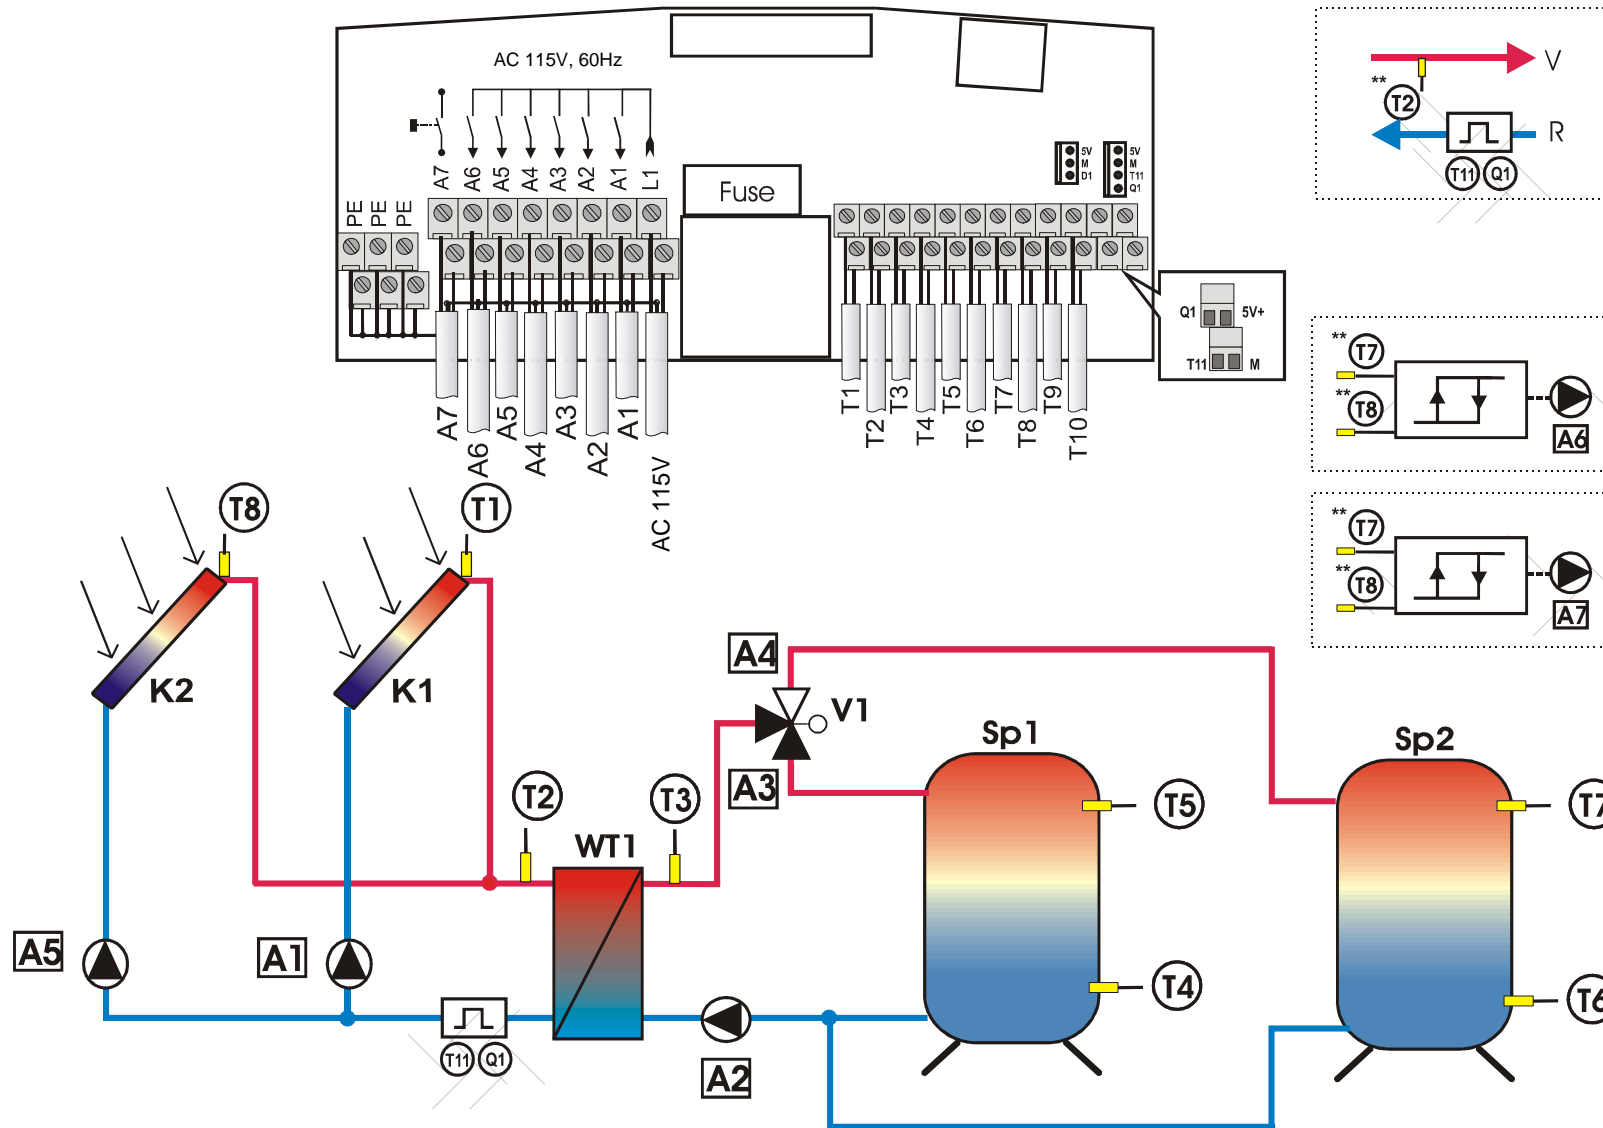 AC 115V, 60Hz
A7 A6 A5 A4 A3 A2 A1 L1
PE PE PE
Fuse
5V
M
D1
5V
M
T11
Q1
Q1 5V+
T11 M
A7 A6 A5 A4 A3 A2 A1 AC 115V
T1 T2 T3 T4 T5 T6 T7 T8 T9 T10
V
** T2
R
T11 Q1
** T7
** T8
A6
** T7
** T8
A7
T8 T1
K2 K1
A4
V1
A3
Sp1 Sp2
T2 T3
WT1
T5 T7
A5 A1
T4 T6
T11 Q1
A2